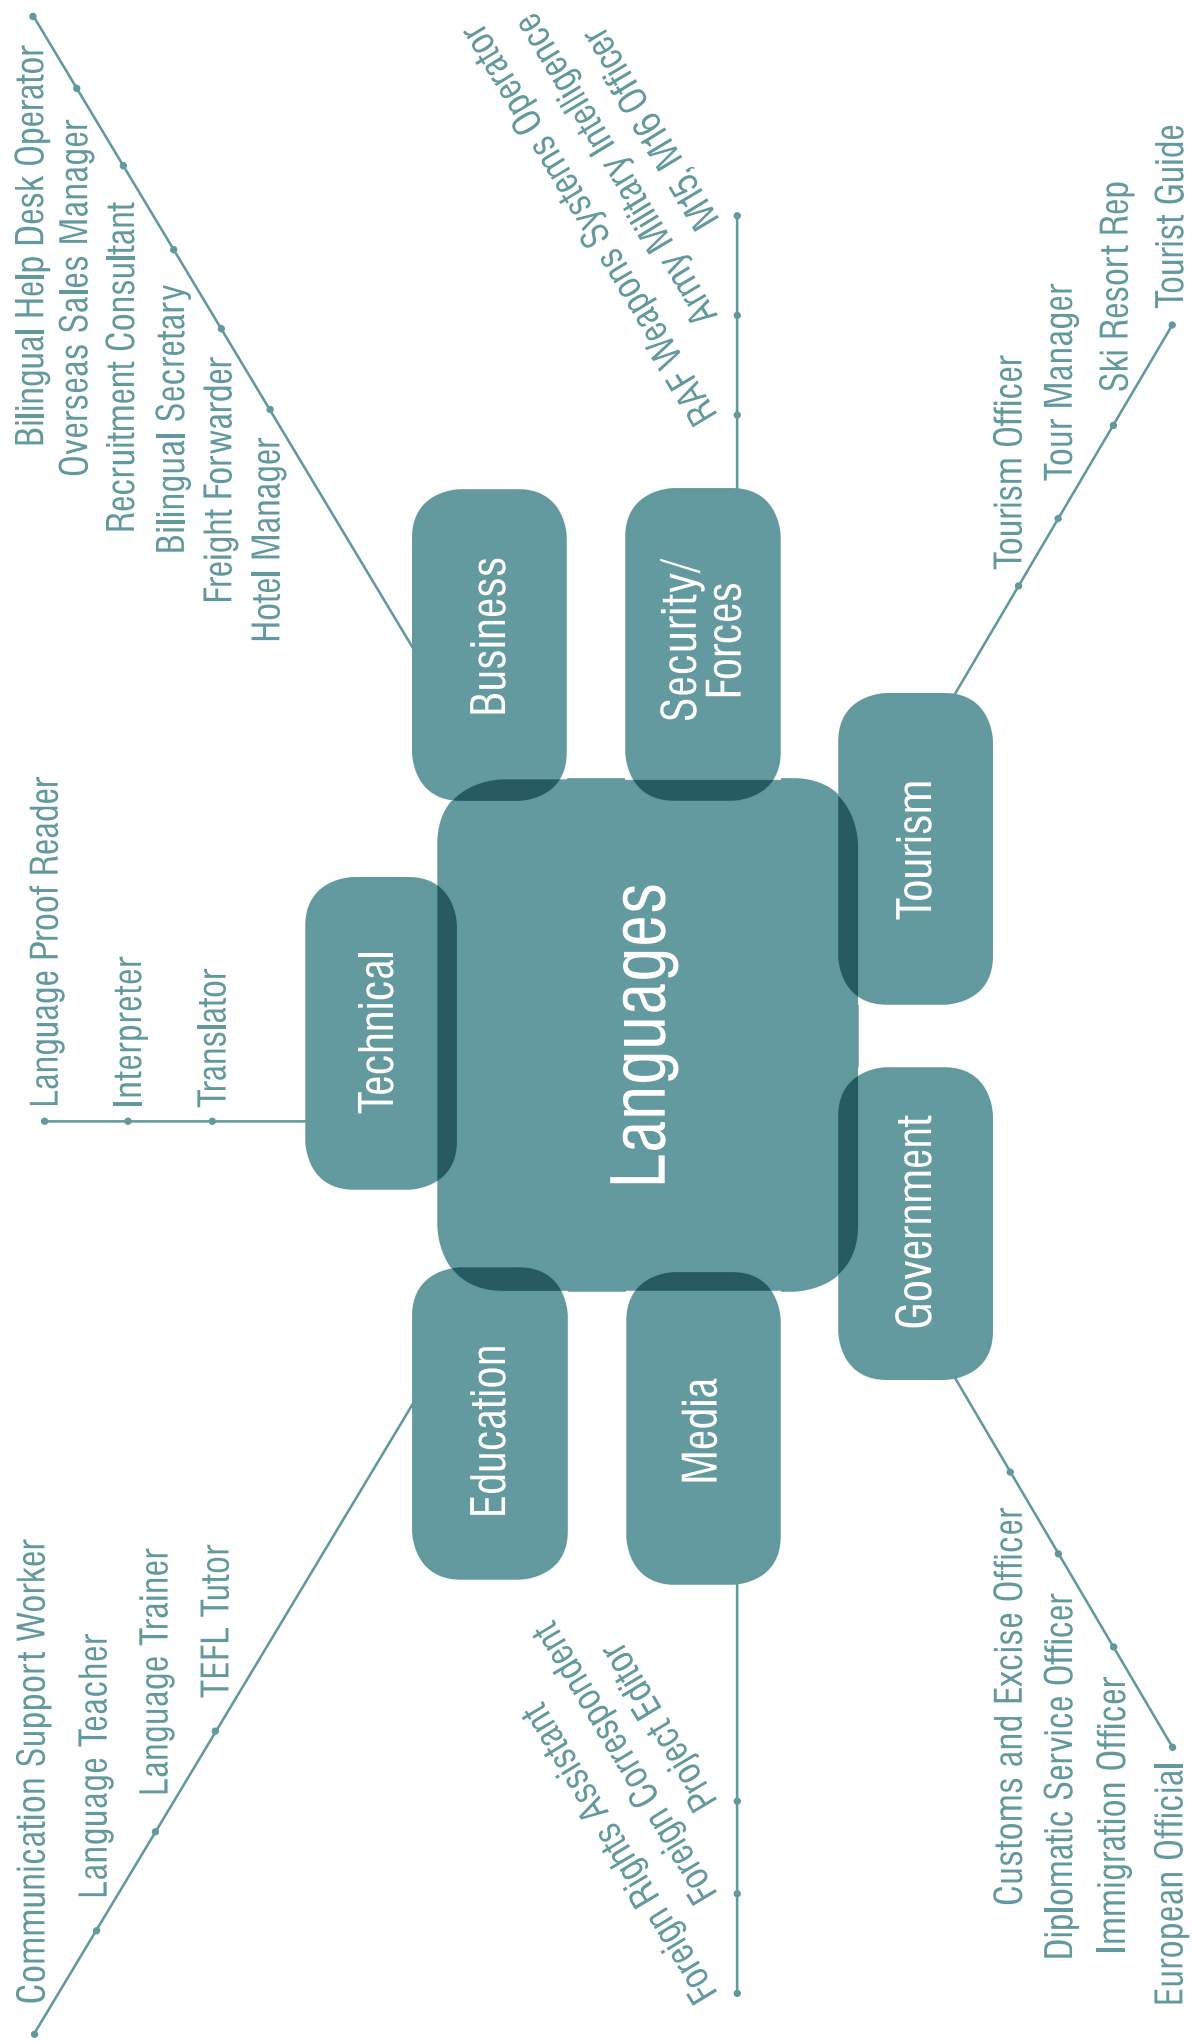 Communication Support Worker
Language Teacher
Language Trainer
TEFL Tutor
Education
Language Proof Reader
Interpreter
Translator
Technical
Bilingual Help Desk Operator
Overseas Sales Manager
Recruitment Consultant
Bilingual Secretary
Freight Forwarder
Hotel Manager
Business
Languages
Foreign Rights Assistant
Foreign Correspondent
Project Editor
Media
Security/
Forces
RAF Weapons Systems Operator
Army Military Intelligence
M15, M16 Officer
Government
Customs and Excise Officer
Diplomatic Service Officer
Immigration Officer
European Official
Tourism
Tourism Officer
Tour Manager
Ski Resort Rep
Tourist Guide